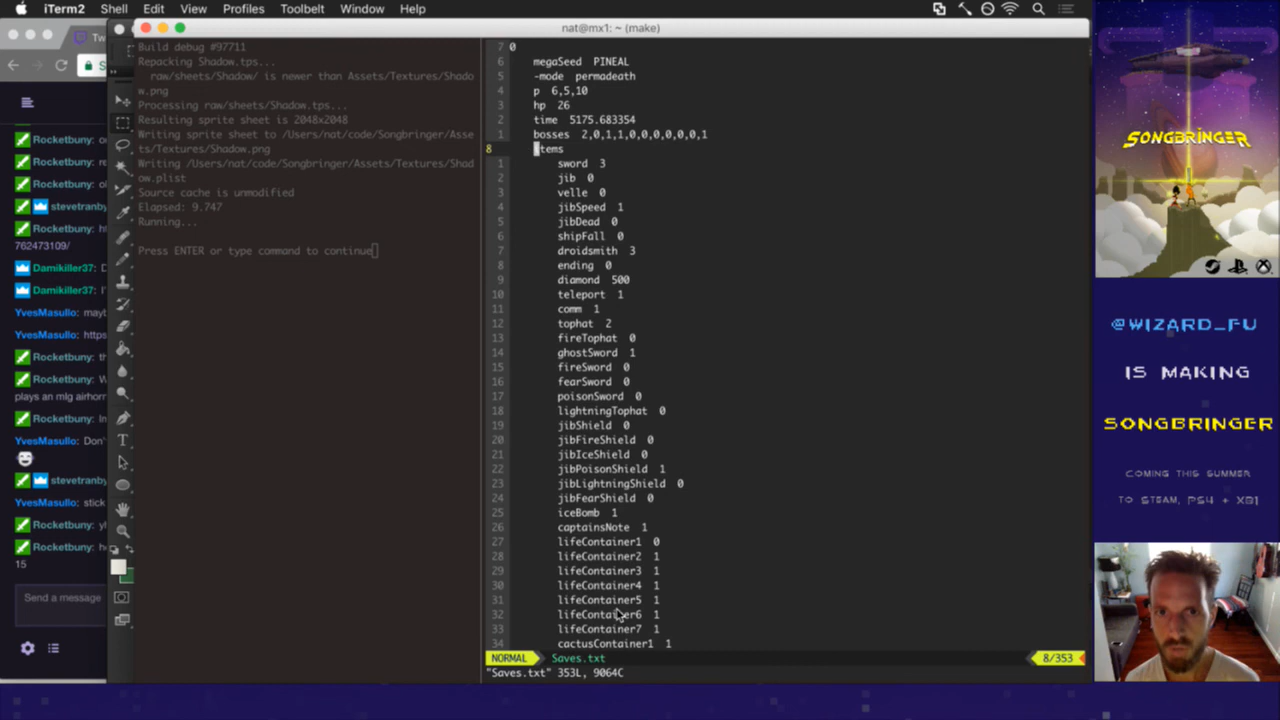 iTerm2 Shell Edit View Profiles Toolbelt Window Help
nat@mx1: ~ (make)
Build debug #97711
Repacking Shadow.tps...
raw/sheets/Shadow/ is newer than Assets/Textures/Shado
w.png
Processing raw/sheets/Shadow.tps...
Resulting sprite sheet is 2048x2048
Writing sprite sheet to /Users/nat/code/Songbringer/Asse
ts/Textures/Shadow.png
Writing /Users/nat/code/Songbringer/Assets/Textures/Shad
ow.plist
Source cache is unmodified
Elapsed: 9.747
Running...
Press ENTER or type command to continue
7 0
6 megaSeed PINEAL
5 -mode permadeath
4 p 6,5,10
3 hp 26
2 time 5175.683354
1 bosses 2,0,1,1,0,0,0,0,0,0,1
8 items
1 sword 3
2 jib 0
3 velle 0
4 jibSpeed 1
5 jibDead 0
6 shipFall 0
7 droidsmith 3
8 ending 0
9 diamond 500
10 teleport 1
11 comm 1
12 tophat 2
13 fireTophat 0
14 ghostSword 1
15 fireSword 0
16 fearSword 0
17 poisonSword 0
18 lightningTophat 0
19 jibShield 0
20 jibFireShield 0
21 jibIceShield 0
22 jibPoisonShield 1
23 jibLightningShield 0
24 jibFearShield 0
25 iceBomb 1
26 captainsNote 1
27 lifeContainer1 0
28 lifeContainer2 1
29 lifeContainer3 1
30 lifeContainer4 1
31 lifeContainer5 1
32 lifeContainer6 1
33 lifeContainer7 1
34 cactusContainer1 1
NORMAL Saves.txt 8/353
"Saves.txt" 353L, 9064C
Tw
S
Rocketbuny: o
Rocketbuny: re
Rocketbuny: ol
stevetranby
Rocketbuny: h
762473109/
Damikiller37: D
Damikiller37: I'
YvesMasullo: mayb
YvesMasullo: https
Rocketbuny: th
Rocketbuny: W
plays an mlg airhorn
Rocketbuny: In
YvesMasullo: Don'
stevetranby
YvesMasullo: stick
Rocketbuny: yh
Rocketbuny: he
15
Send a message
SONGBRINGER
@WIZARD_FU
IS MAKING
SONGBRINGER
COMING THIS SUMMER
TO STEAM, PS4 + XB1